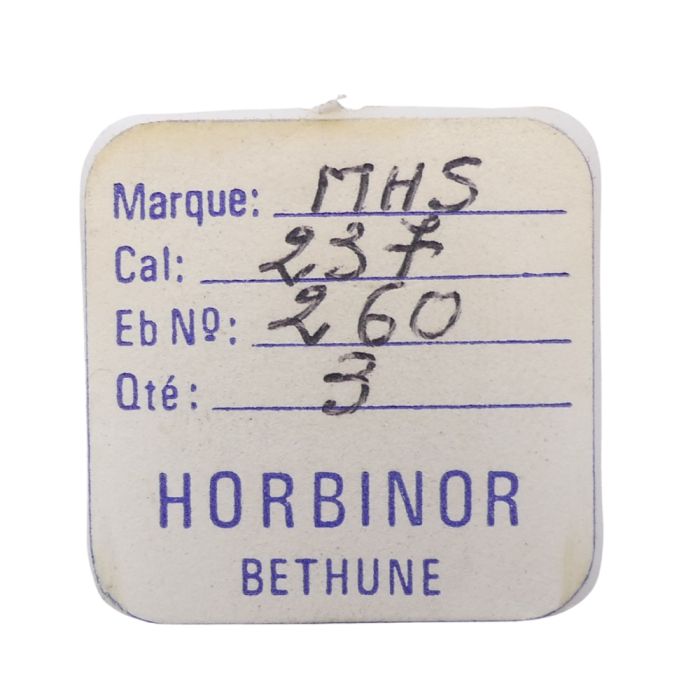 Marque: MHS
Cal: 237
Eb Nº: 260
Qté: 3
HORBINOR
BETHUNE